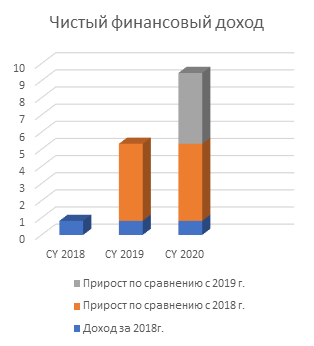 Чистый финансовый доход
10
9
8
7
6
5
4
3
2
1
0
CY 2018 CY 2019 CY 2020
Прирост по сравнению с 2019 г.
Прирост по сравнению с 2018 г.
Доход за 2018г.